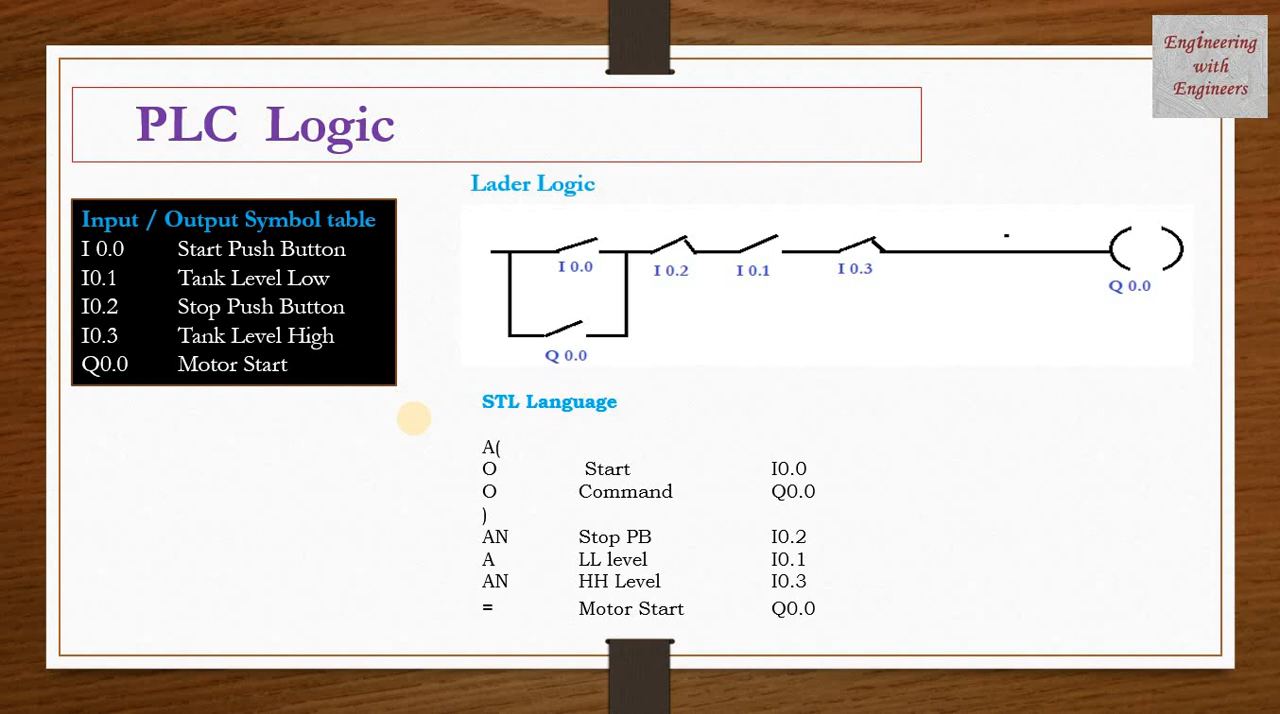 Engineering
with
Engineers
PLC Logic
Input / Output Symbol table
I 0.0 Start Push Button
I0.1 Tank Level Low
I0.2 Stop Push Button
I0.3 Tank Level High
Q0.0 Motor Start
Lader Logic
I 0.0 I 0.2 I 0.1 I 0.3 Q 0.0
Q 0.0
STL Language
A(
O Start I0.0
O Command Q0.0
)
AN Stop PB I0.2
A LL level I0.1
AN HH Level I0.3
= Motor Start Q0.0